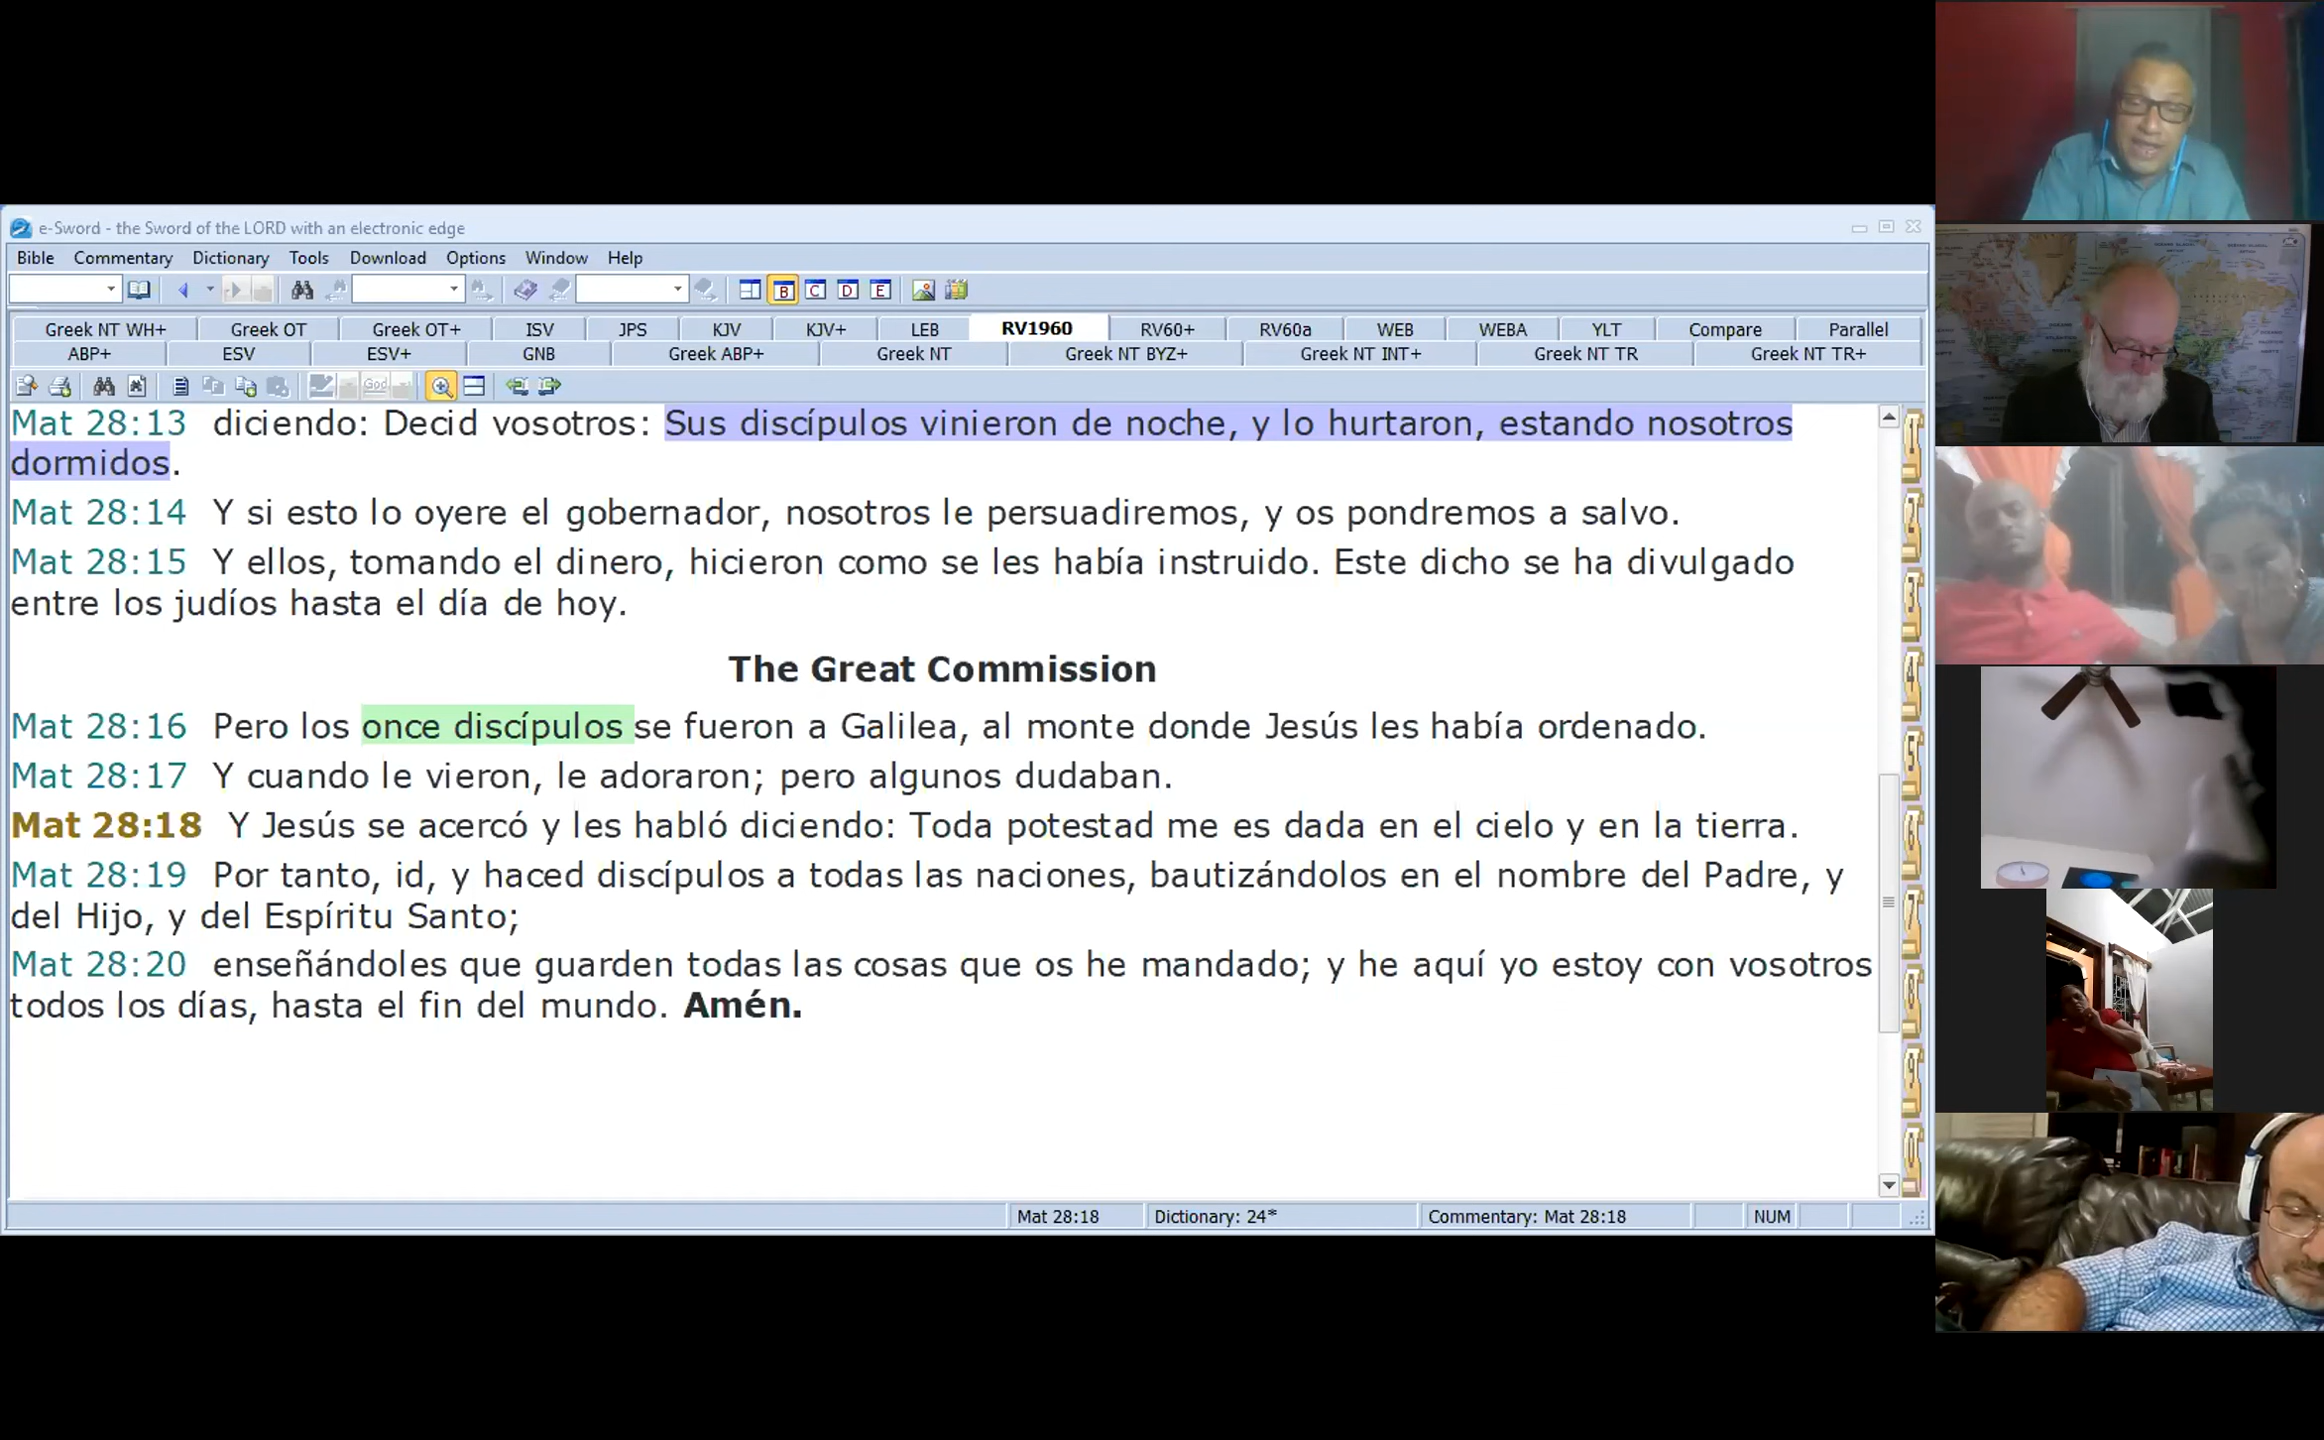 e-Sword - the Sword of the LORD with an electronic edge
Bible Commentary Dictionary Tools Download Options Window Help
B C D E
Greek NT WH+ Greek OT Greek OT+ ISV JPS KJV KJV+ LEB RV1960 RV60+ RV60a WEB WEBA YLT Compare Parallel
ABP+ ESV ESV+ GNB Greek ABP+ Greek NT Greek NT BYZ+ Greek NT INT+ Greek NT TR Greek NT TR+
God
Mat 28:13 diciendo: Decid vosotros: Sus discípulos vinieron de noche, y lo hurtaron, estando nosotros
dormidos.
Mat 28:14 Y si esto lo oyere el gobernador, nosotros le persuadiremos, y os pondremos a salvo.
Mat 28:15 Y ellos, tomando el dinero, hicieron como se les había instruido. Este dicho se ha divulgado
entre los judíos hasta el día de hoy.
The Great Commission
Mat 28:16 Pero los once discípulos se fueron a Galilea, al monte donde Jesús les había ordenado.
Mat 28:17 Y cuando le vieron, le adoraron; pero algunos dudaban.
Mat 28:18 Y Jesús se acercó y les habló diciendo: Toda potestad me es dada en el cielo y en la tierra.
Mat 28:19 Por tanto, id, y haced discípulos a todas las naciones, bautizándolos en el nombre del Padre, y
del Hijo, y del Espíritu Santo;
Mat 28:20 enseñándoles que guarden todas las cosas que os he mandado; y he aquí yo estoy con vosotros
todos los días, hasta el fin del mundo. Amén.
1
2
3
4
5
6
7
8
9
0
Mat 28:18 Dictionary: 24* Commentary: Mat 28:18 NUM